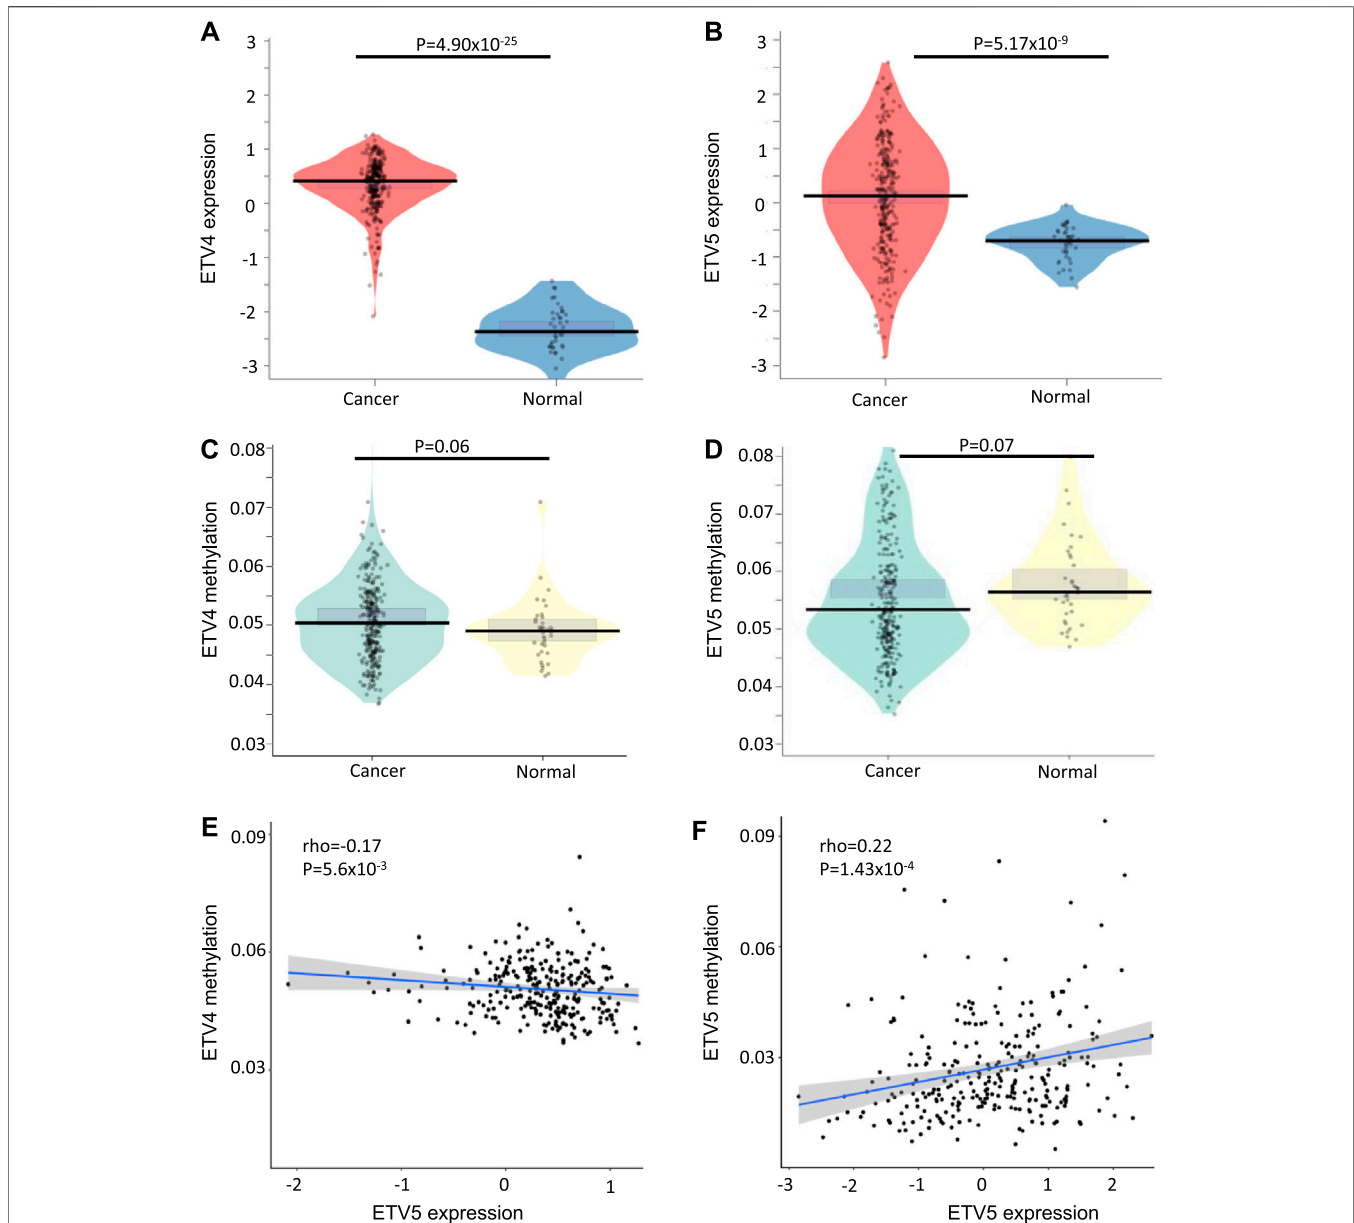 A
P=4.90x10-25
3
2
1
0
-1
-2
-3
ETV4 expression
Cancer
Normal
B
P=5.17x10-9
3
2
1
0
-1
-2
-3
ETV5 expression
Cancer
Normal
C
P=0.06
0.08
0.07
0.06
0.05
0.04
0.03
ETV4 methylation
Cancer
Normal
D
P=0.07
0.08
0.07
0.06
0.05
0.04
0.03
ETV5 methylation
Cancer
Normal
E
rho=-0.17
P=5.6x10-3
0.09
0.06
0.03
ETV4 methylation
-2
-1
0
1
ETV5 expression
F
rho=0.22
P=1.43x10-4
0.09
0.06
0.03
ETV5 methylation
-3
-2
-1
0
1
2
ETV5 expression